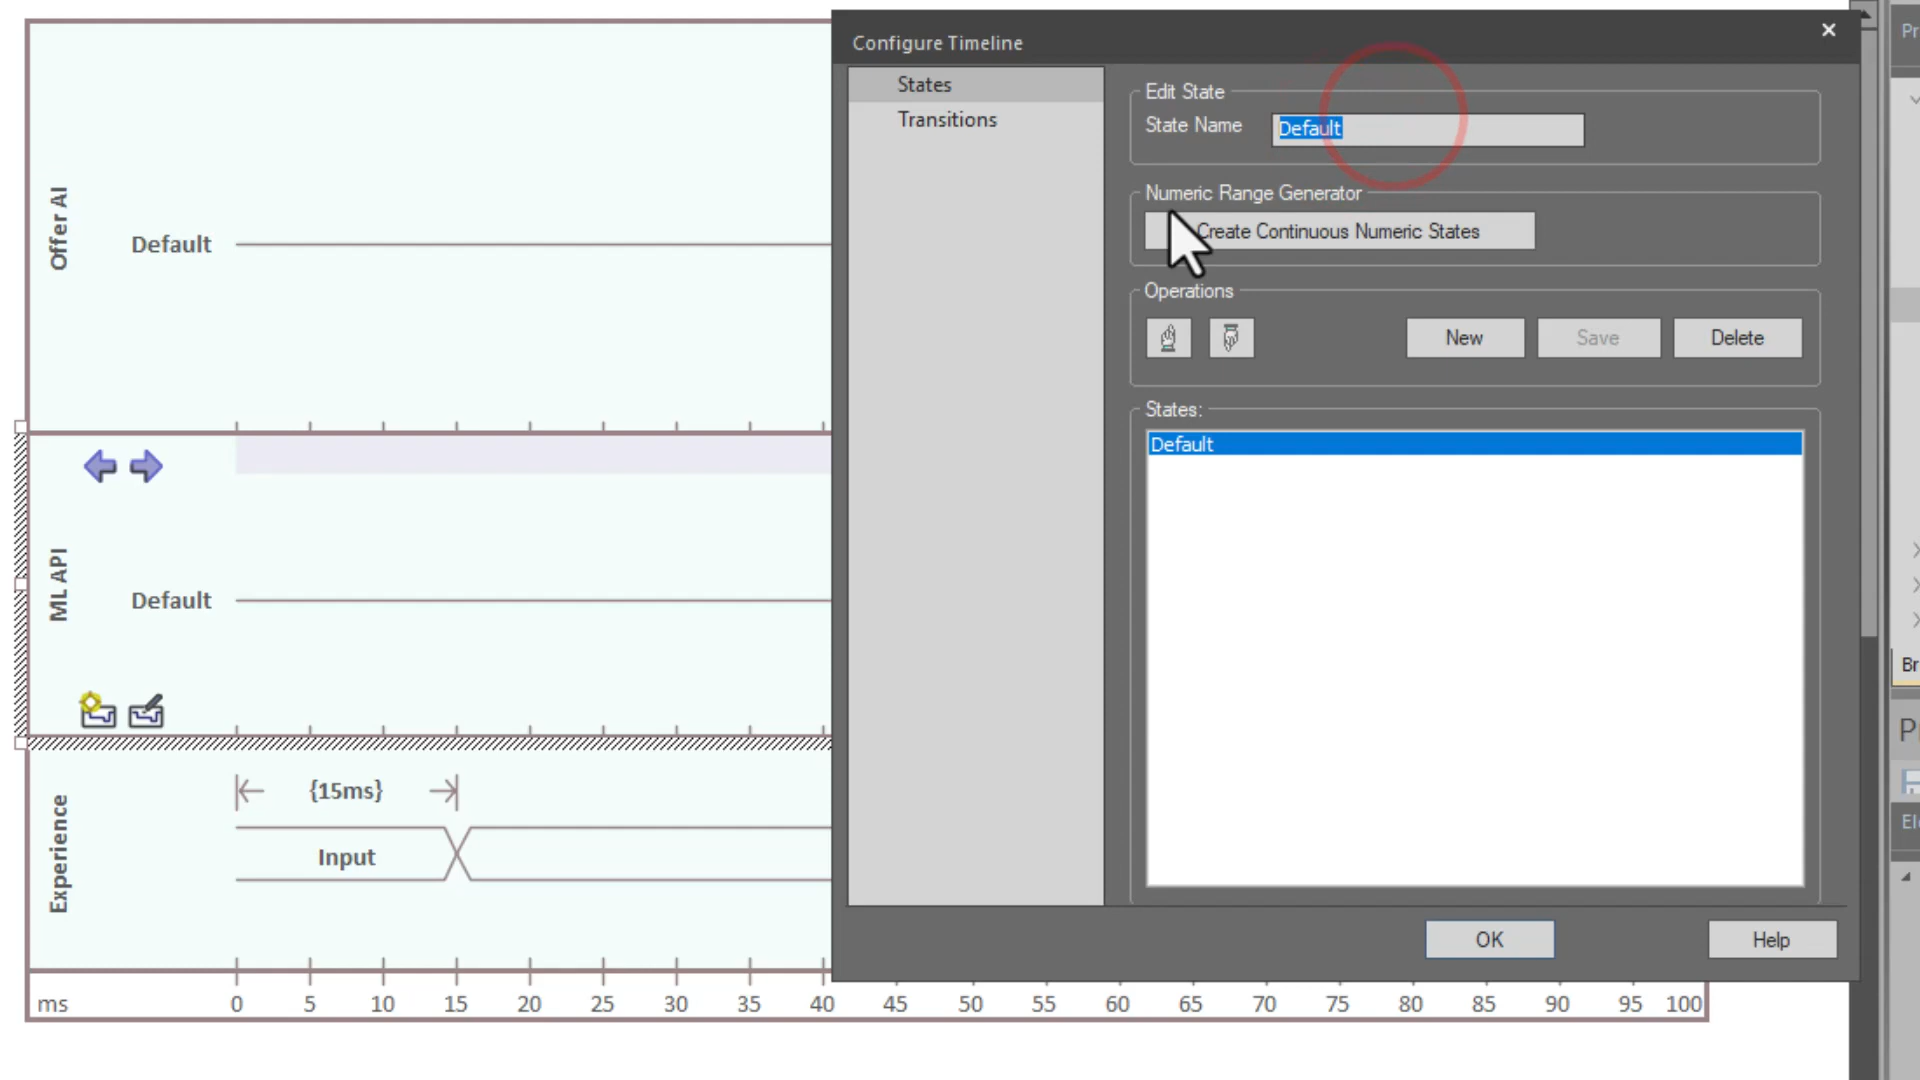 Configure Timeline
States
Transitions
Edit State
State Name
Default
Numeric Range Generator
Create Continuous Numeric States
Operations
New
Save
Delete
States:
Default
OK
Help
Offer AI
Default
ML API
Default
Experience
{15ms}
Input
ms 0 5 10 15 20 25 30 35 40 45 50 55 60 65 70 75 80 85 90 95 100
Br